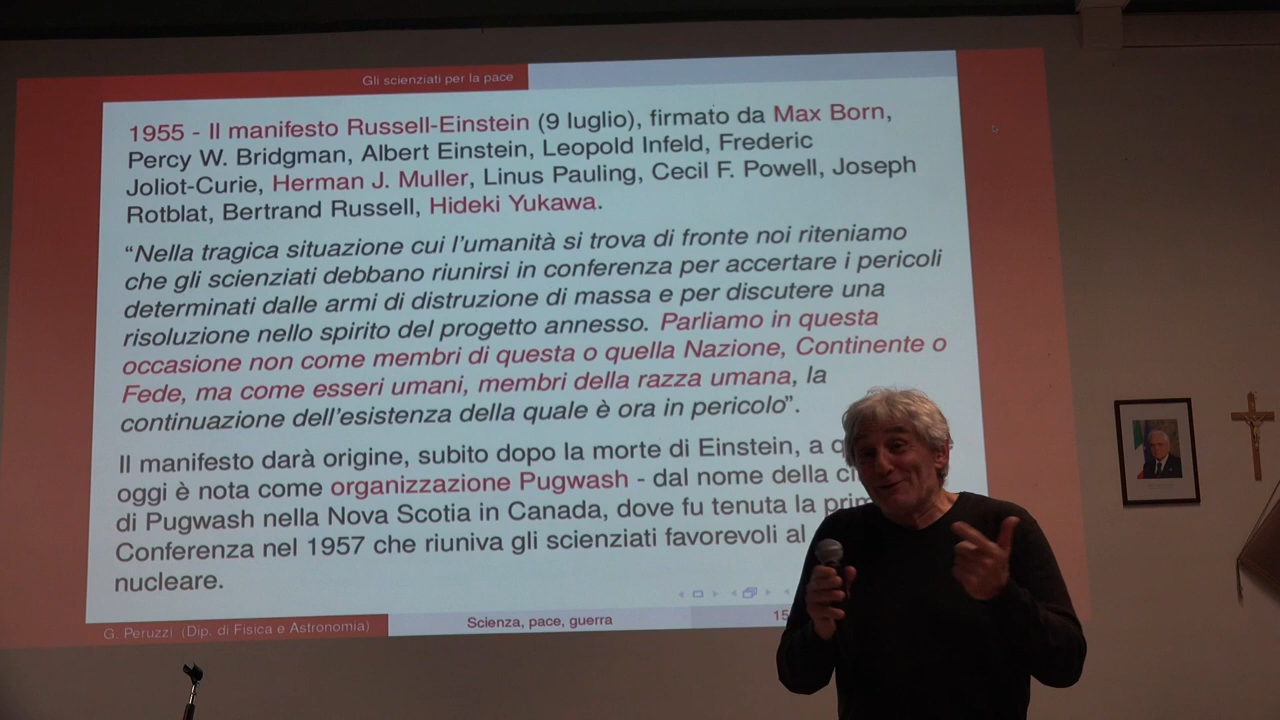 Gli scienziati per la pace
1955 - Il manifesto Russell-Einstein (9 luglio), firmato da Max Born,
Percy W. Bridgman, Albert Einstein, Leopold Infeld, Frederic
Joliot-Curie, Herman J. Muller, Linus Pauling, Cecil F. Powell, Joseph
Rotblat, Bertrand Russell, Hideki Yukawa.
“Nella tragica situazione cui l’umanità si trova di fronte noi riteniamo
che gli scienziati debbano riunirsi in conferenza per accertare i pericoli
determinati dalle armi di distruzione di massa e per discutere una
risoluzione nello spirito del progetto annesso. Parliamo in questa
occasione non come membri di questa o quella Nazione, Continente o
Fede, ma come esseri umani, membri della razza umana, la
continuazione dell’esistenza della quale è ora in pericolo”.
Il manifesto darà origine, subito dopo la morte di Einstein, a
oggi è nota come organizzazione Pugwash - dal nome della
di Pugwash nella Nova Scotia in Canada, dove fu tenuta la
Conferenza nel 1957 che riuniva gli scienziati favorevoli al
nucleare.
G. Peruzzi (Dip. di Fisica e Astronomia) Scienza, pace, guerra 15